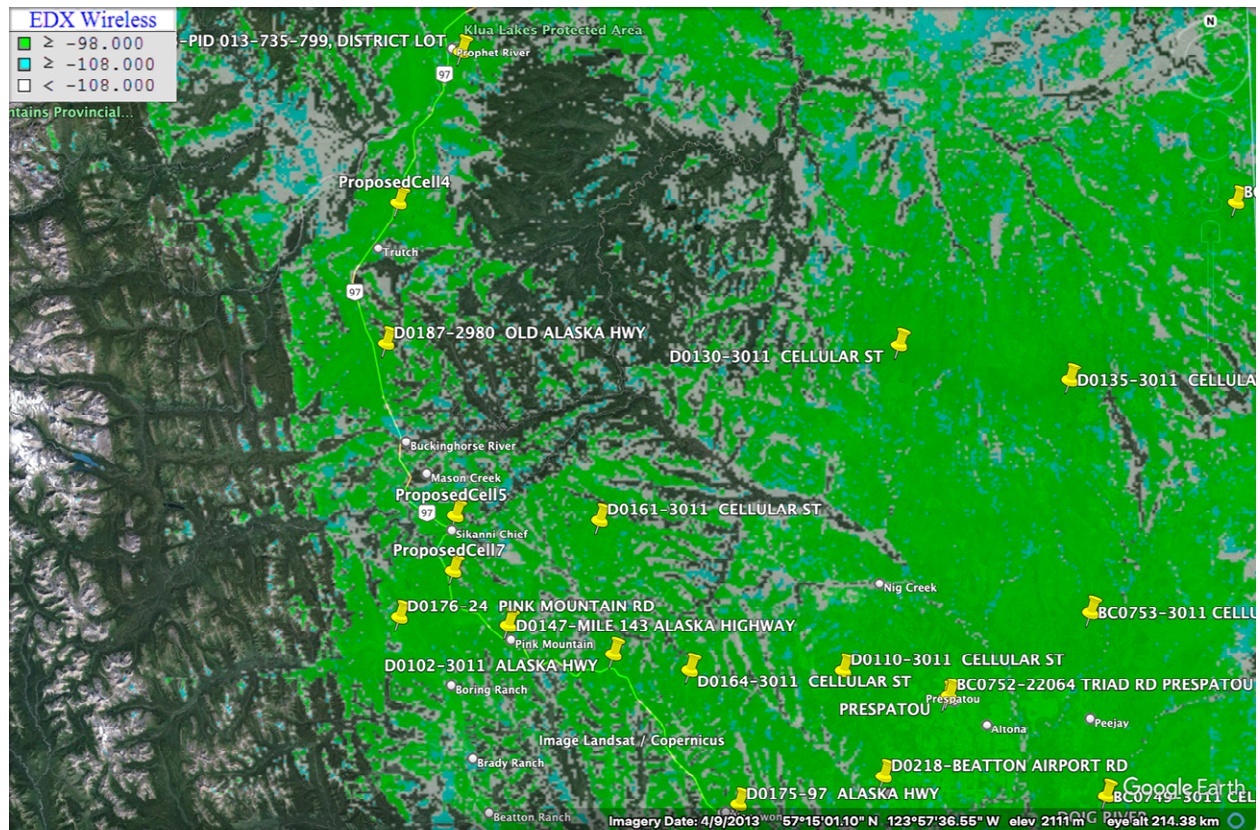 EDX Wireless
≥ -98.000
≥ -108.000
< -108.000
-PID 013-735-799, DISTRICT LOT
Klua Lakes Protected Area
Prophet River
97
ntains Provincial...
ProposedCell4
BC
Trutch
97
D0187-2980 OLD ALASKA HWY
D0130-3011 CELLULAR ST
D0135-3011 CELLULA
Buckinghorse River
Mason Creek
ProposedCell5
97
D0161-3011 CELLULAR ST
Sikanni Chief
ProposedCell7
Nig Creek
D0176-24 PINK MOUNTAIN RD
BC0753-3011 CELLU
D0147-MILE 143 ALASKA HIGHWAY
Pink Mountain
D0102-3011 ALASKA HWY
D0110-3011 CELLULAR ST
D0164-3011 CELLULAR ST
Boring Ranch
BC0752-22064 TRIAD RD PRESPATOU
Prespatou
PRESPATOU
Peejay
Altona
Image Landsat / Copernicus
Brady Ranch
D0218-BEATTON AIRPORT RD
Google Earth
D0175-97 ALASKA HWY
BC0749-3011 CEL
Beatton Ranch
DOIG RIVER
Imagery Date: 4/9/2013 57°15'01.10" N 123°57'36.55" W elev 2111 m eye alt 214.38 km
N